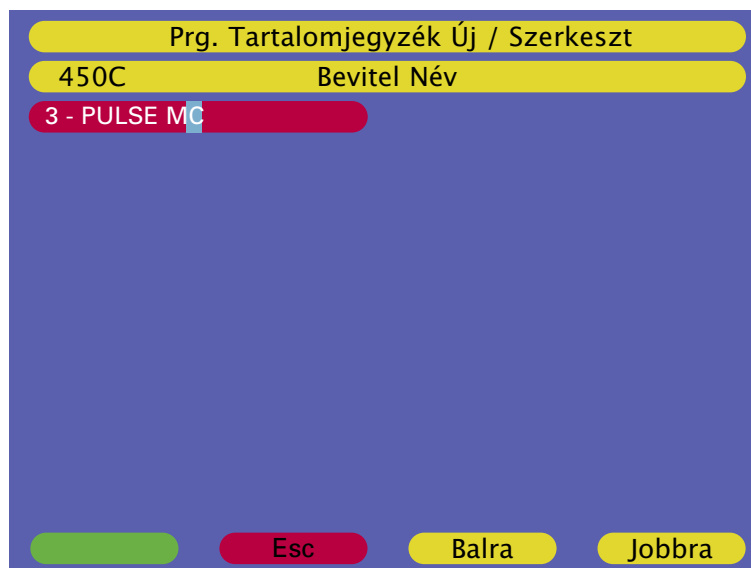 Prg. Tartalomjegyzék Új / Szerkeszt
450C Bevitel Név
3 - PULSE MC
Esc Balra Jobbra